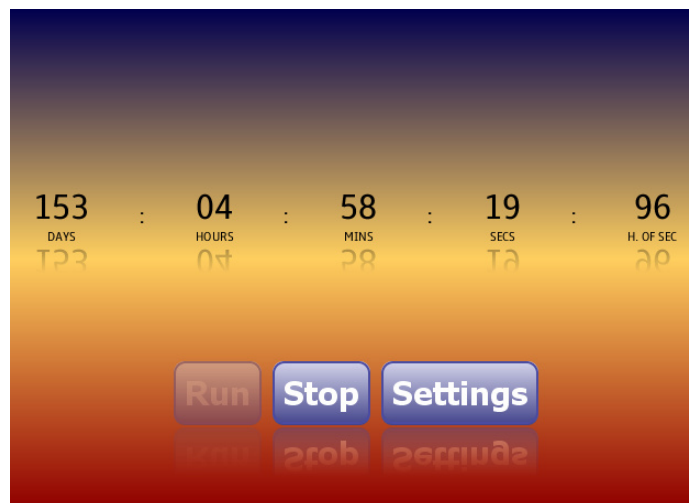 153 : 04 : 58 : 19 : 96
DAYS HOURS MINS SECS H. OF SEC
Run Stop Settings